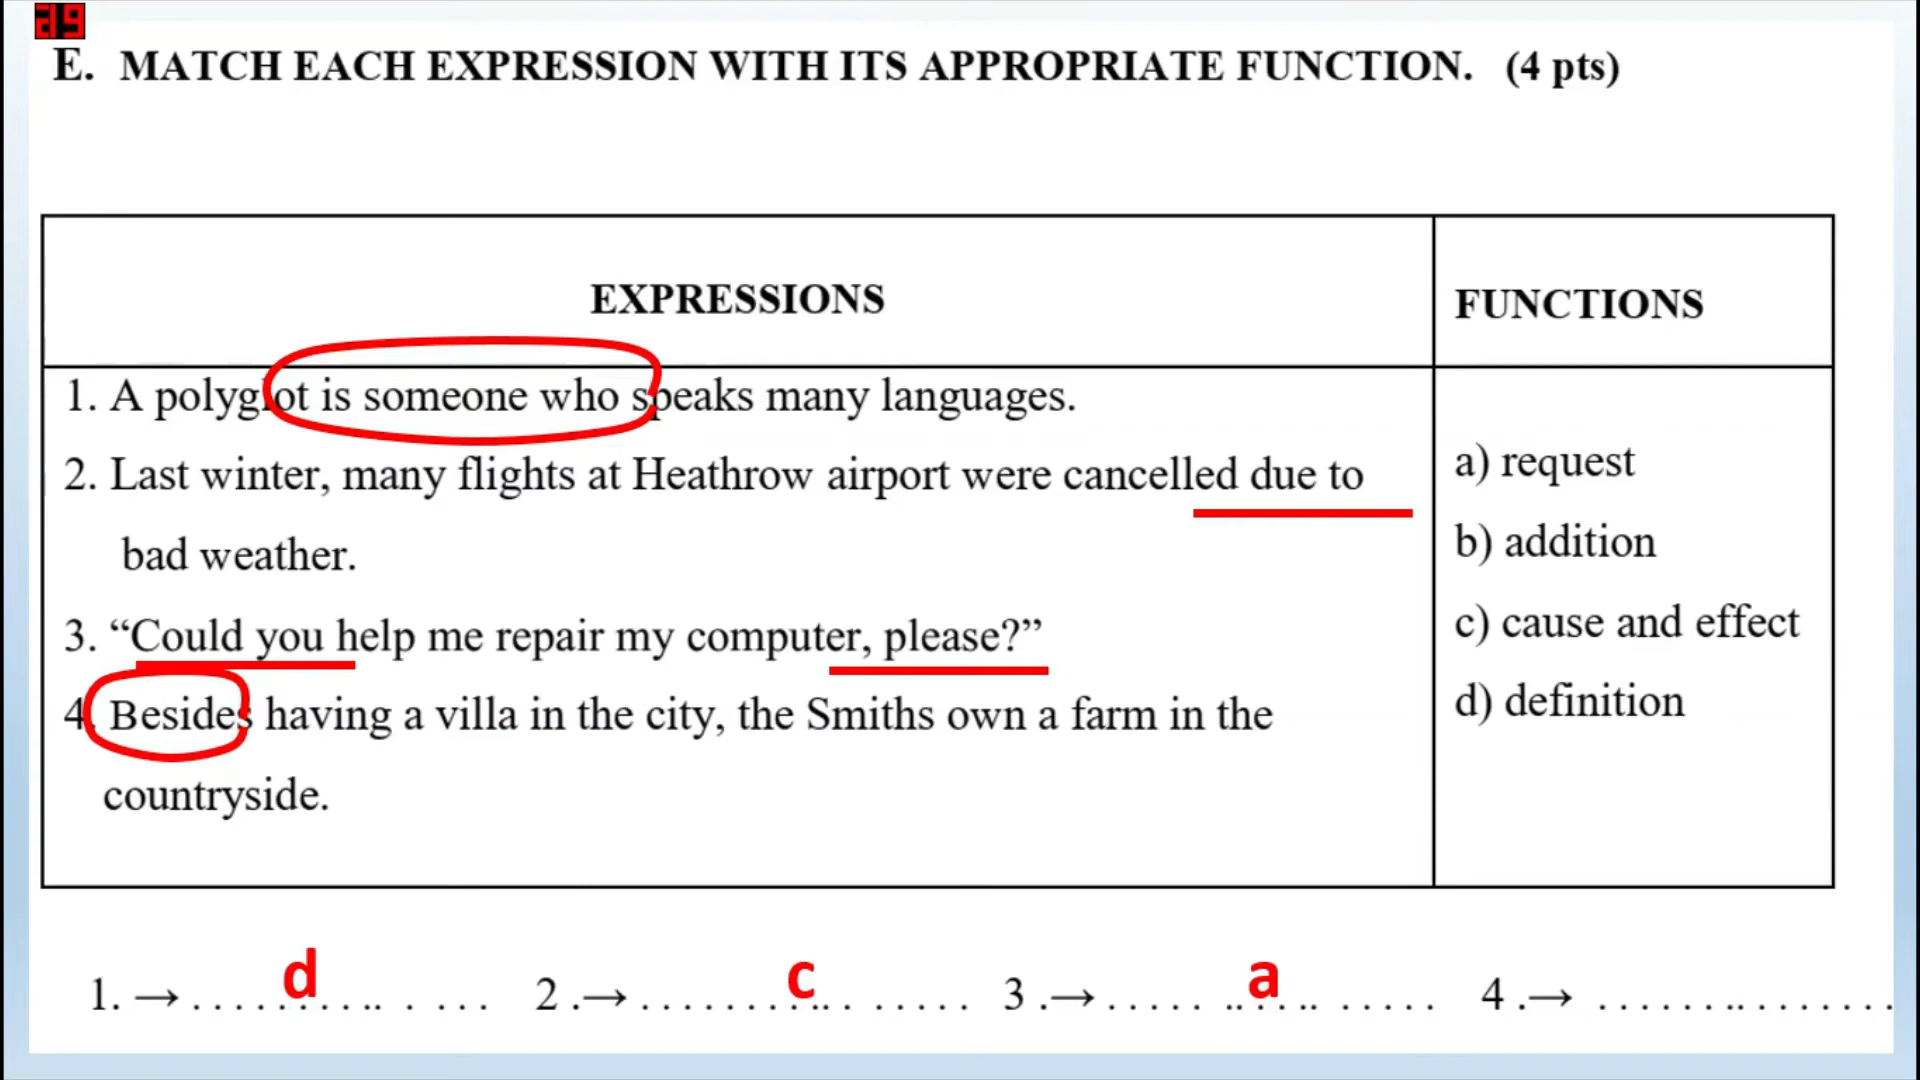 E. MATCH EACH EXPRESSION WITH ITS APPROPRIATE FUNCTION. (4 pts)
EXPRESSIONS
FUNCTIONS
1. A polyglot is someone who speaks many languages.
2. Last winter, many flights at Heathrow airport were cancelled due to
bad weather.
3. “Could you help me repair my computer, please?”
4. Besides having a villa in the city, the Smiths own a farm in the
countryside.
a) request
b) addition
c) cause and effect
d) definition
1. → d 2 .→ c 3 .→ a 4 .→